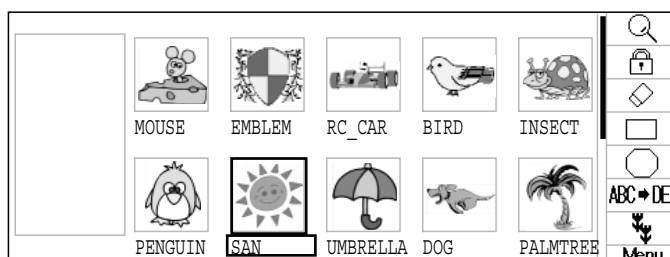 MOUSE EMBLEM RC_CAR BIRD INSECT
PENGUIN SAN UMBRELLA DOG PALMTREE
ABC➡DE
Menu